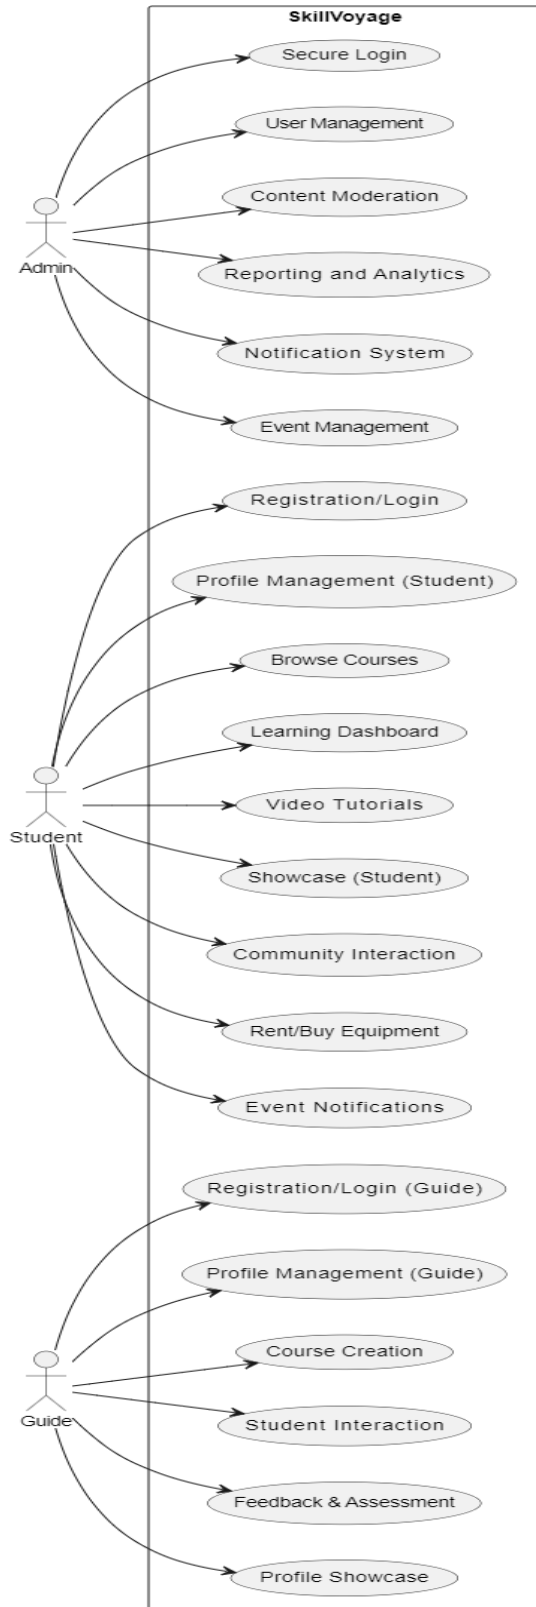 SkillVoyage
Secure Login
User Management
Content Moderation
Admin
Reporting and Analytics
Notification System
Event Management
Registration/Login
Profile Management (Student)
Browse Courses
Learning Dashboard
Video Tutorials
Student
Showcase (Student)
Community Interaction
Rent/Buy Equipment
Event Notifications
Registration/Login (Guide)
Profile Management (Guide)
Course Creation
Guide
Student Interaction
Feedback & Assessment
Profile Showcase